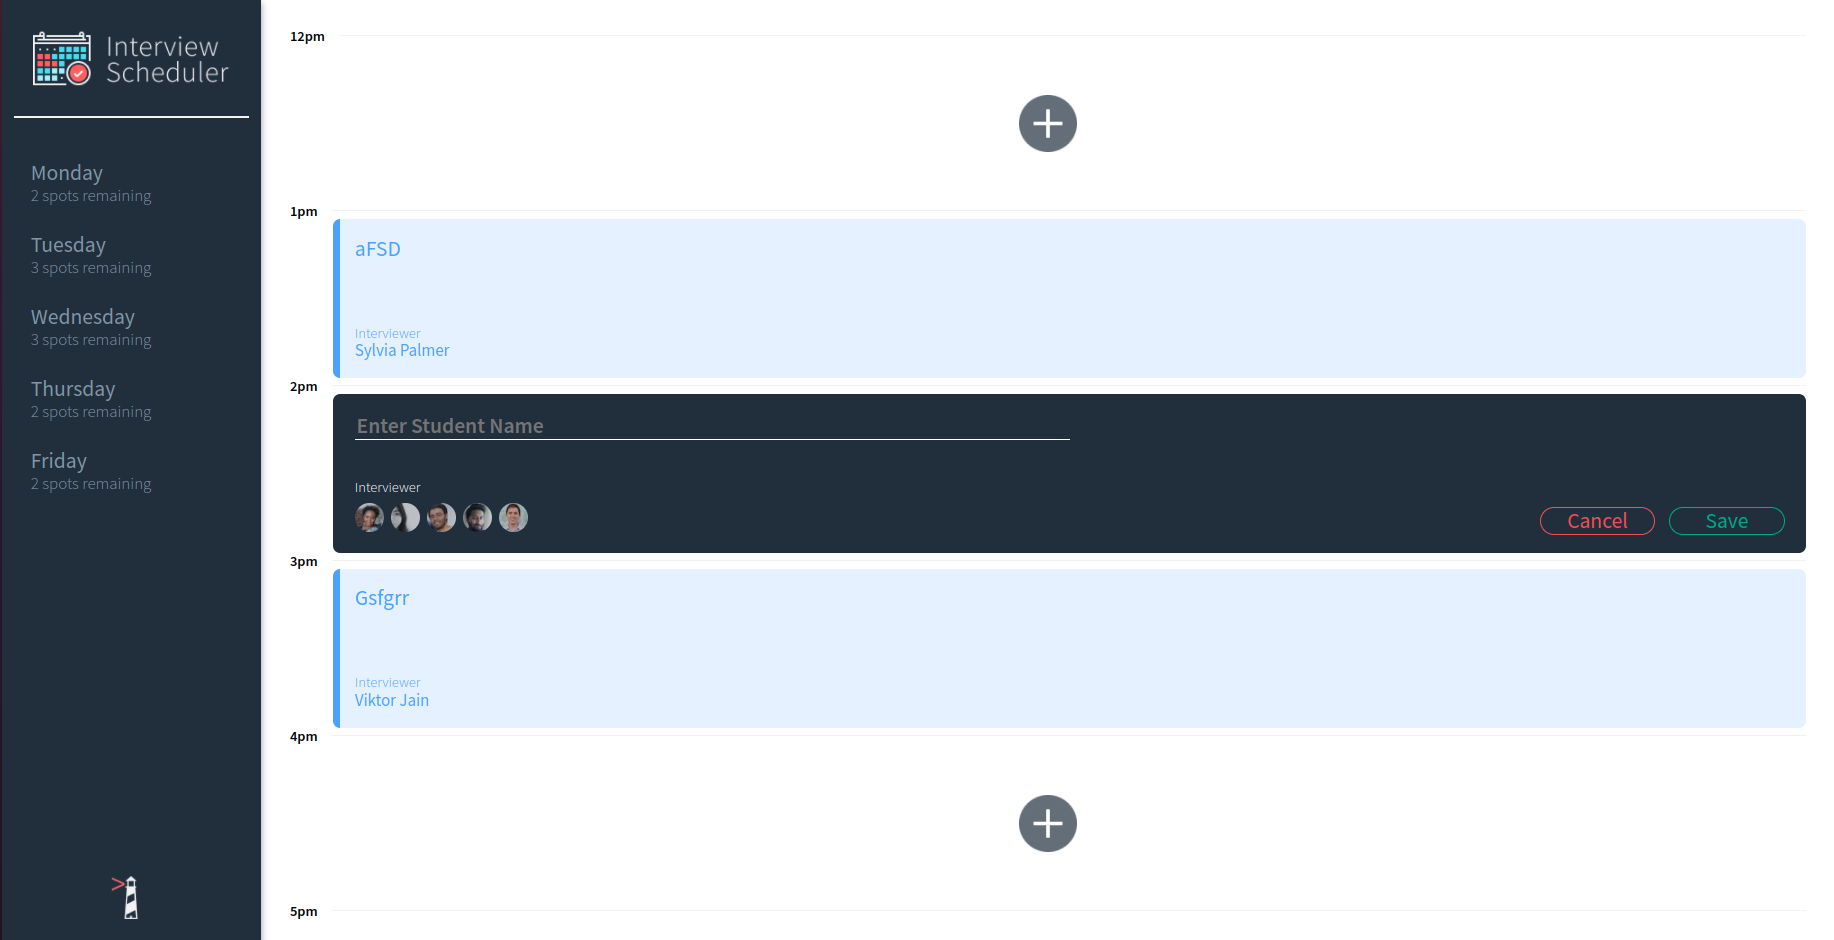 Interview
Scheduler
Monday
2 spots remaining
Tuesday
3 spots remaining
Wednesday
3 spots remaining
Thursday
2 spots remaining
Friday
2 spots remaining
12pm
1pm
aFSD
Interviewer
Sylvia Palmer
2pm
Enter Student Name
Interviewer
Cancel
Save
3pm
Gsfgrr
Interviewer
Viktor Jain
4pm
5pm